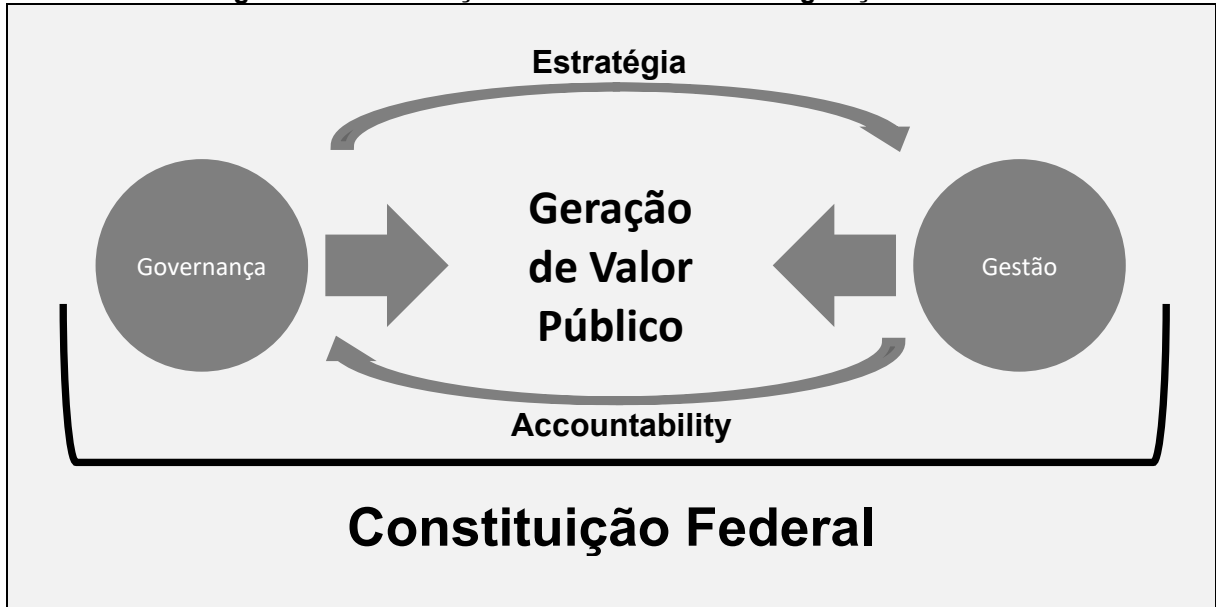 Estratégia
Geração
de Valor
Público
Governança
Gestão
Accountability
Constituição Federal